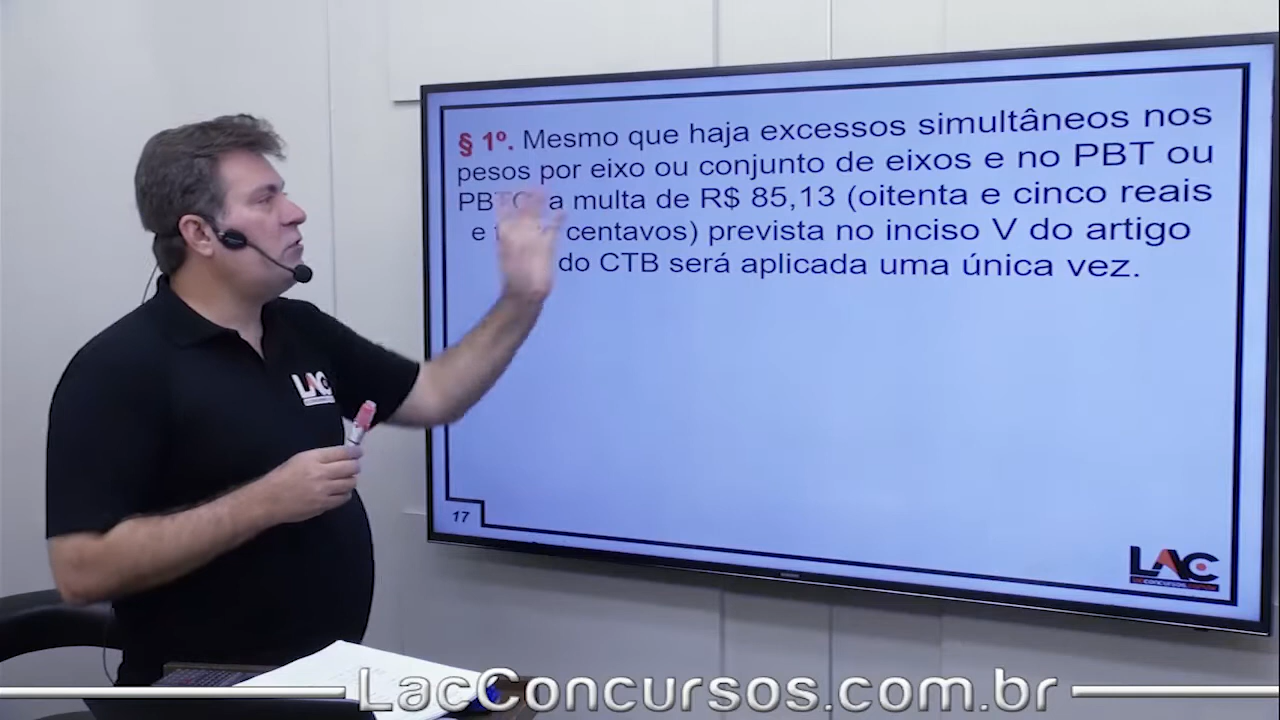 § 1º. Mesmo que haja excessos simultâneos nos
pesos por eixo ou conjunto de eixos e no PBT ou
a multa de R$ 85,13 (oitenta e cinco reais
e centavos) prevista no inciso V do artigo
do CTB será aplicada uma única vez.
17
LAC
LAC
LacConcursos.com.br